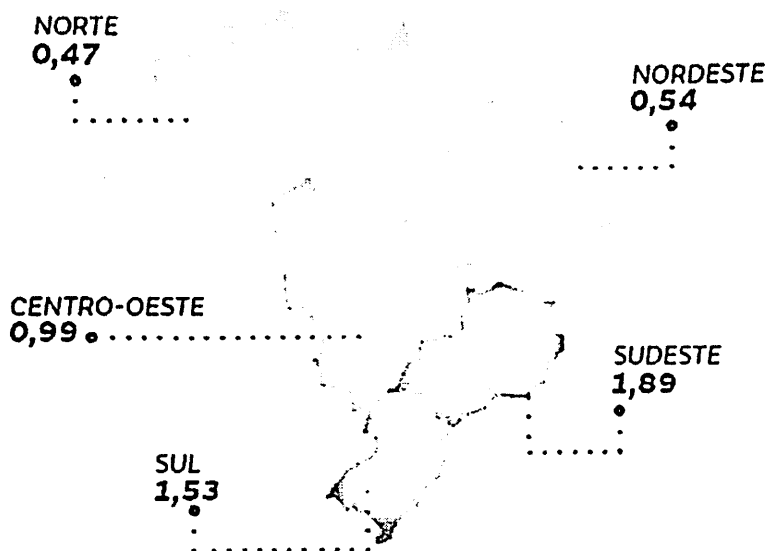 NORTE
0,47
NORDESTE
0,54
CENTRO-OESTE
0,99
SUDESTE
1,89
SUL
1,53